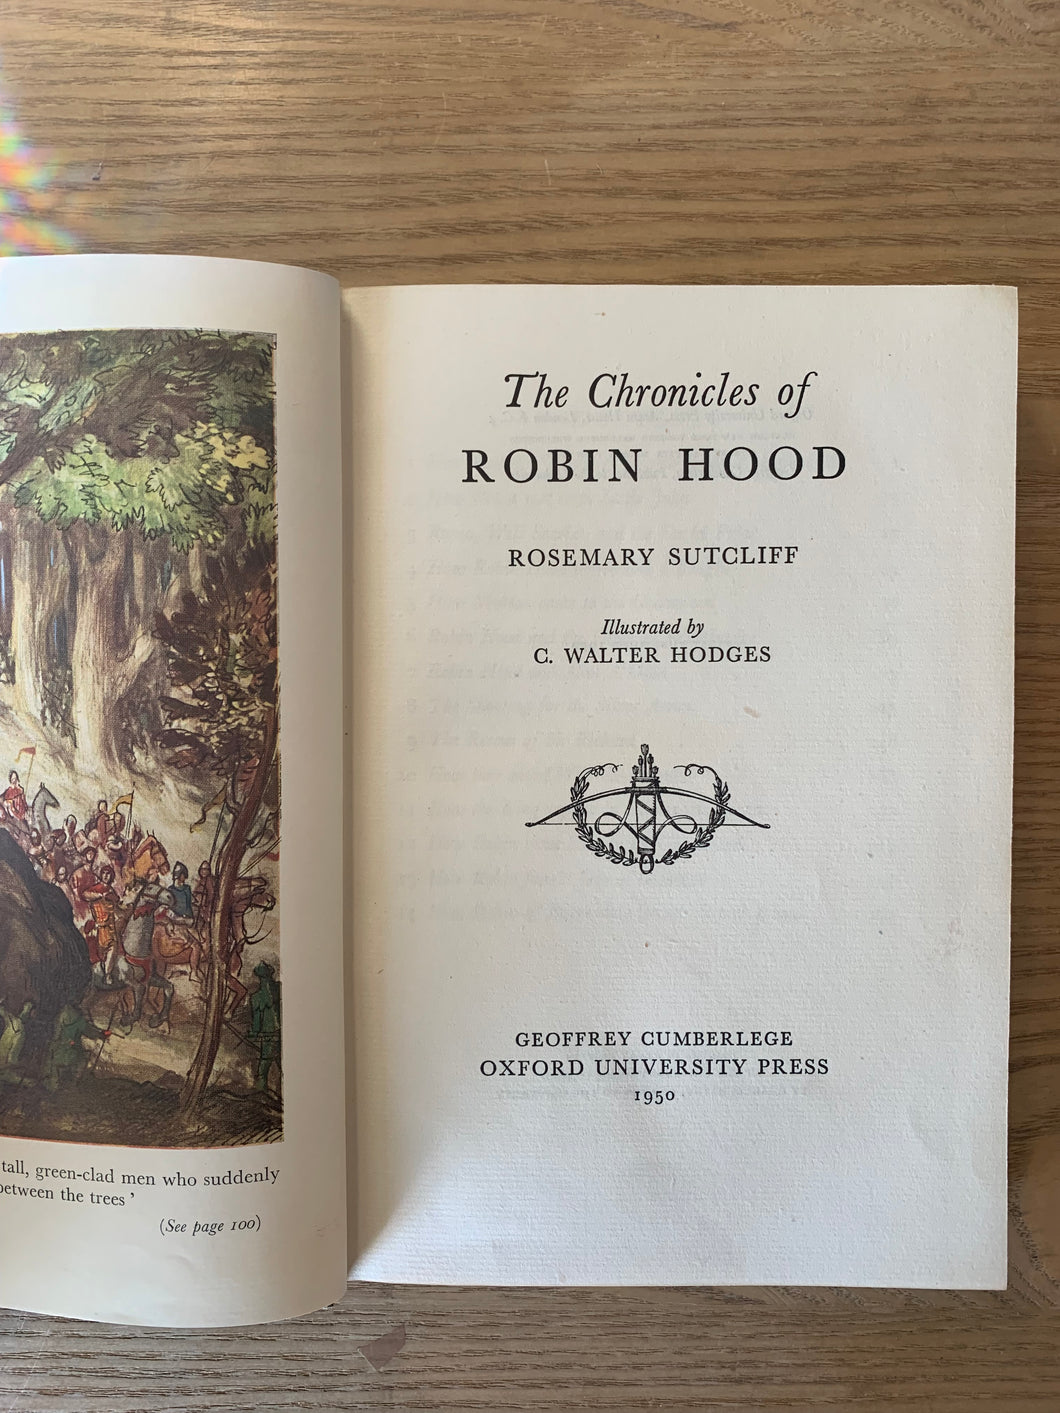 The Chronicles of
ROBIN HOOD
ROSEMARY SUTCLIFF
Illustrated by
C. WALTER HODGES
GEOFFREY CUMBERLEGE
OXFORD UNIVERSITY PRESS
1950
tall, green-clad men who suddenly
between the trees’
(See page 100)